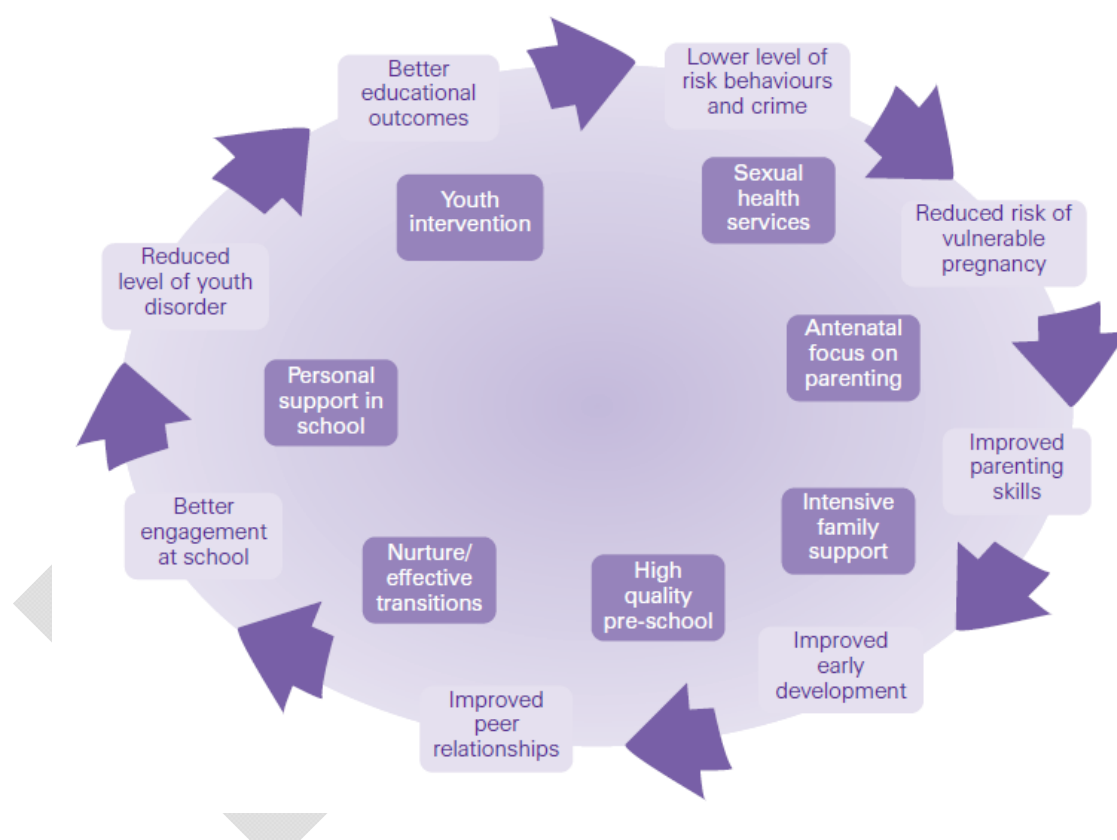 Better
educational
outcomes
Lower level of
risk behaviours
and crime
Youth
intervention
Sexual
health
services
Reduced risk of
vulnerable
pregnancy
Reduced
level of youth
disorder
Antenatal
focus on
parenting
Personal
support in
school
Improved
parenting
skills
Better
engagement
at school
Intensive
family
support
Nurture/
effective
transitions
High
quality
pre-school
Improved
early
development
Improved
peer
relationships